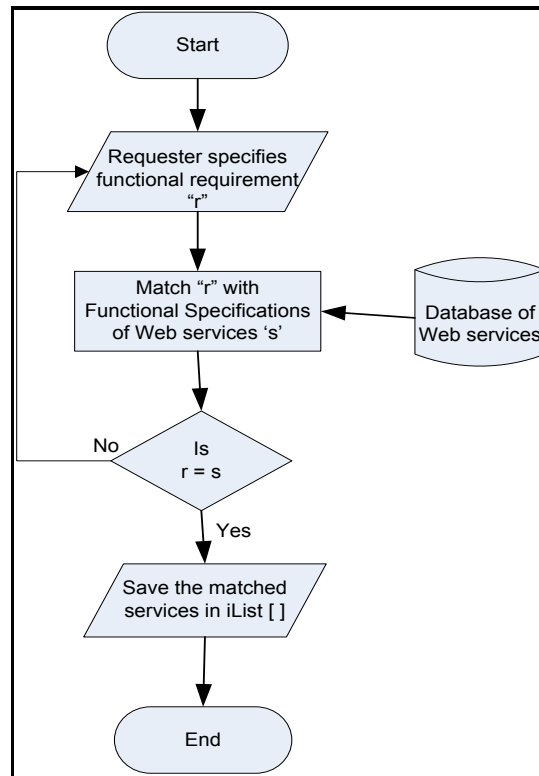 Start
Requester specifies
functional requirement
“r”
Match “r” with
Functional Specifications
of Web services ‘s’
Database of
Web services
Is
r = s
No
Yes
Save the matched
services in iList [ ]
End